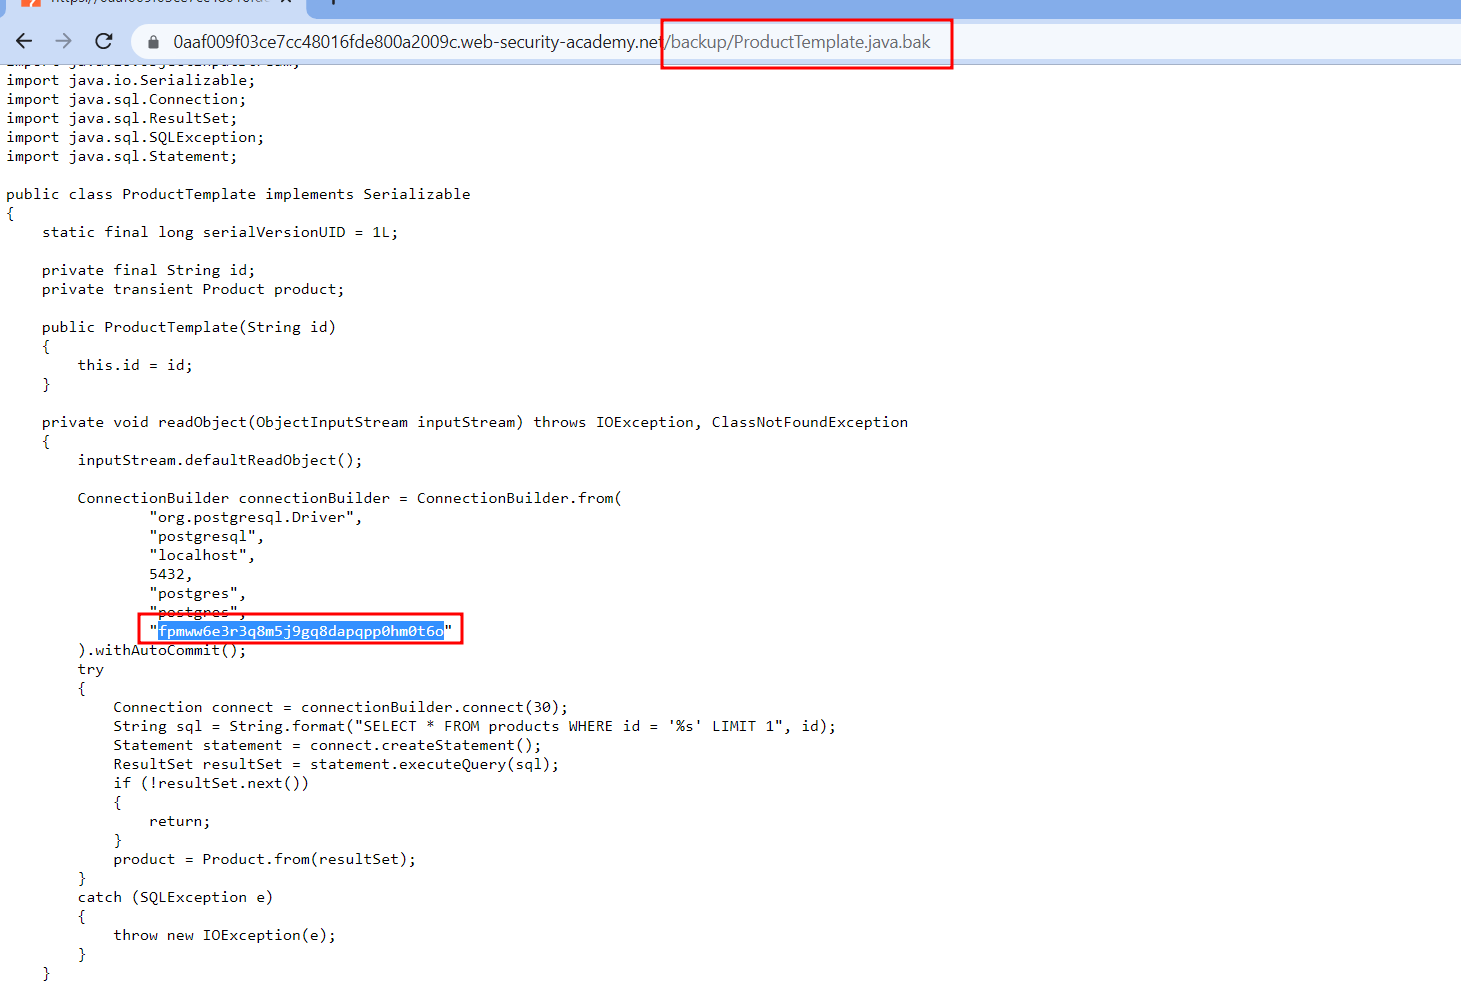 0aaf009f03ce7cc48016fde800a2009c.web-security-academy.net/backup/ProductTemplate.java.bak
import java.io.ObjectInputStream;
import java.io.Serializable;
import java.sql.Connection;
import java.sql.ResultSet;
import java.sql.SQLException;
import java.sql.Statement;
public class ProductTemplate implements Serializable
{
static final long serialVersionUID = 1L;
private final String id;
private transient Product product;
public ProductTemplate(String id)
{
this.id = id;
}
private void readObject(ObjectInputStream inputStream) throws IOException, ClassNotFoundException
{
inputStream.defaultReadObject();
ConnectionBuilder connectionBuilder = ConnectionBuilder.from(
"org.postgresql.Driver",
"postgresql",
"localhost",
5432,
"postgres",
"postgres",
"fpmww6e3r3q8m5j9gq8dapqpp0hm0t6o"
).withAutoCommit();
try
{
Connection connect = connectionBuilder.connect(30);
String sql = String.format("SELECT * FROM products WHERE id = '%s' LIMIT 1", id);
Statement statement = connect.createStatement();
ResultSet resultSet = statement.executeQuery(sql);
if (!resultSet.next())
{
return;
}
product = Product.from(resultSet);
}
catch (SQLException e)
{
throw new IOException(e);
}
}